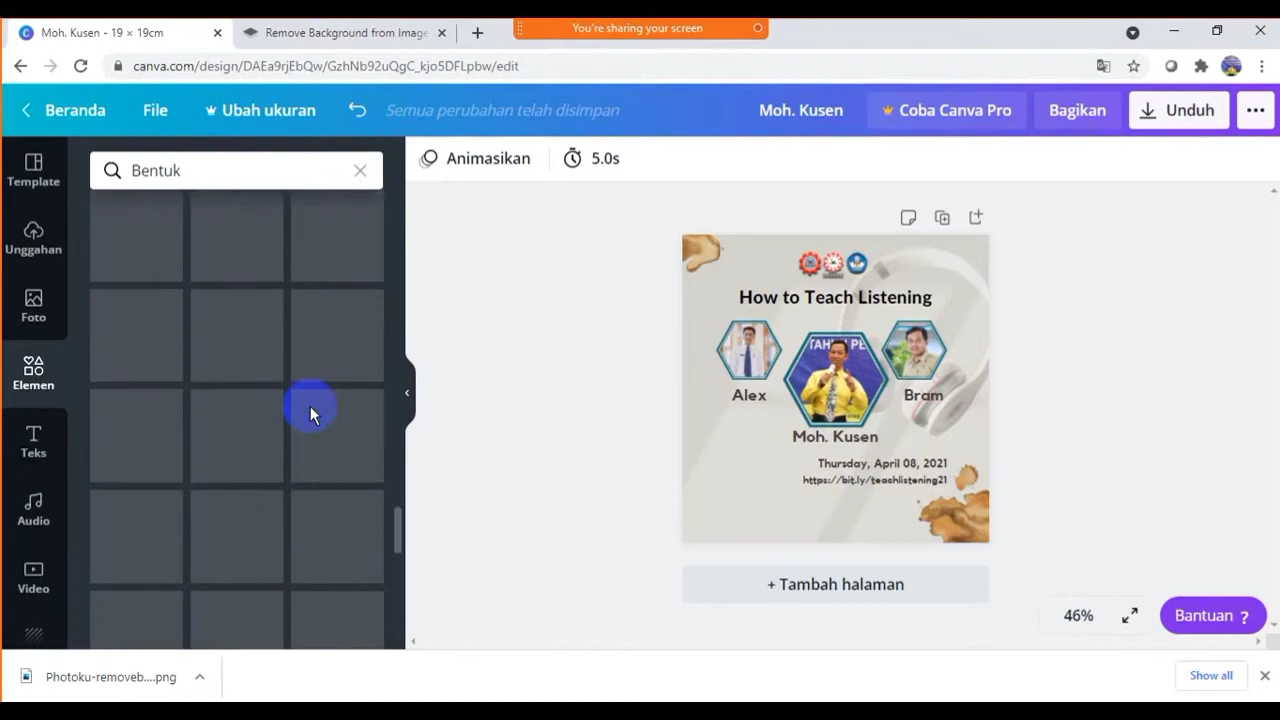 Moh. Kusen - 19 × 19cm
Remove Background from Image
You're sharing your screen
canva.com/design/DAEa9rjEbQw/GzhNb92uQgC_kjo5DFLpbw/edit
Beranda
File
Ubah ukuran
Semua perubahan telah disimpan
Moh. Kusen
Coba Canva Pro
Bagikan
Unduh
Template
Unggahan
Foto
Elemen
Teks
Audio
Video
Bentuk
Animasikan
5.0s
How to Teach Listening
TAHUN PE
Alex
Bram
Moh. Kusen
Thursday, April 08, 2021
https://bit.ly/teachlistening21
+ Tambah halaman
46%
Bantuan ?
Photoku-removeb....png
Show all